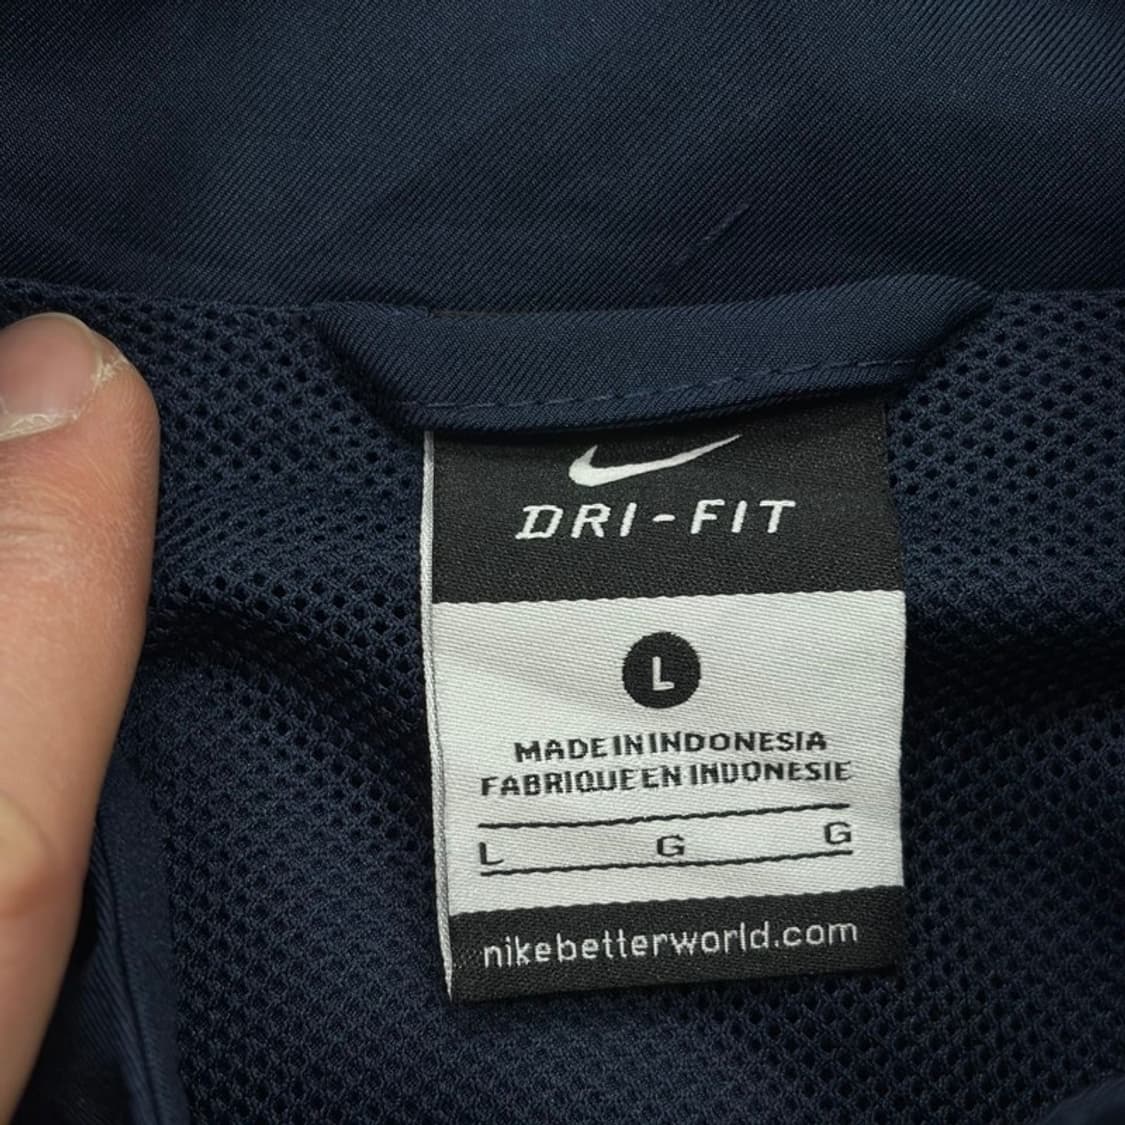 DRI-FIT
L
MADE IN INDONESIA
FABRIQUE EN INDONESIE
L G G
nikebetterworld.com